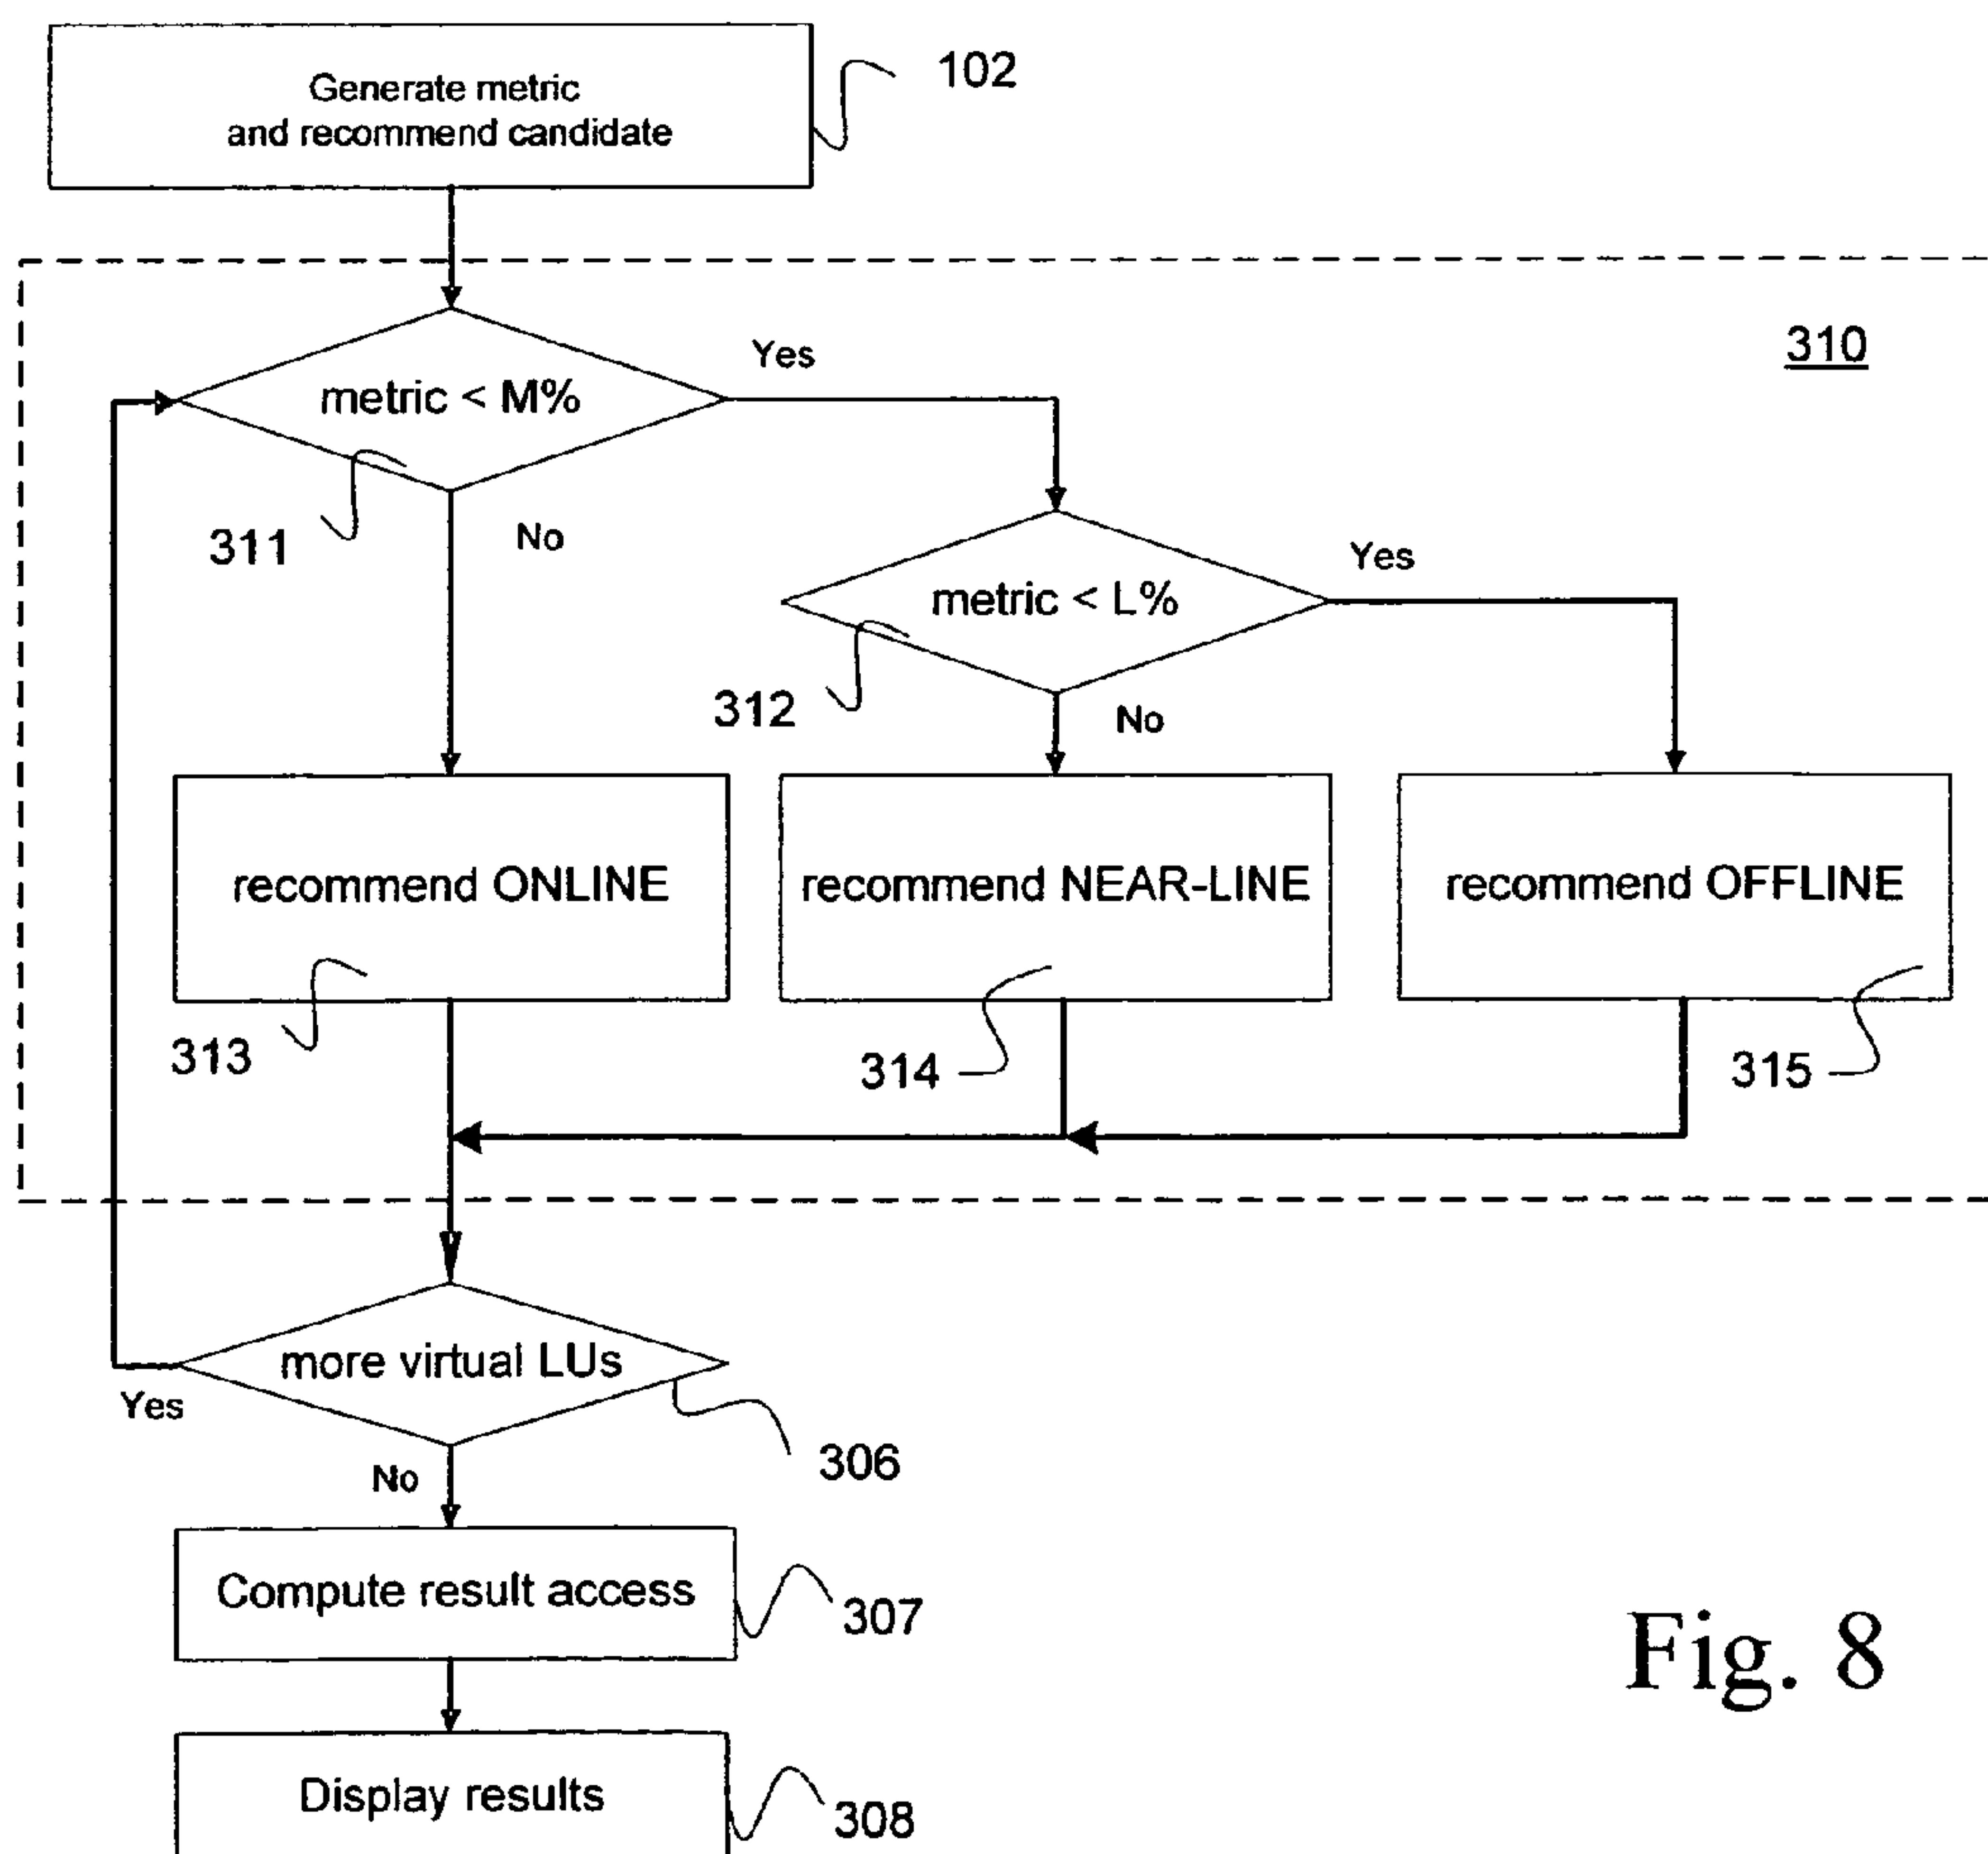 Generate metric
and recommend candidate
102
310
metric < M%
Yes
311
No
metric < L%
Yes
312
No
recommend ONLINE
recommend NEAR-LINE
recommend OFFLINE
313
314
315
more virtual LUs
Yes
306
No
Compute result access
307
Display results
308
Fig. 8